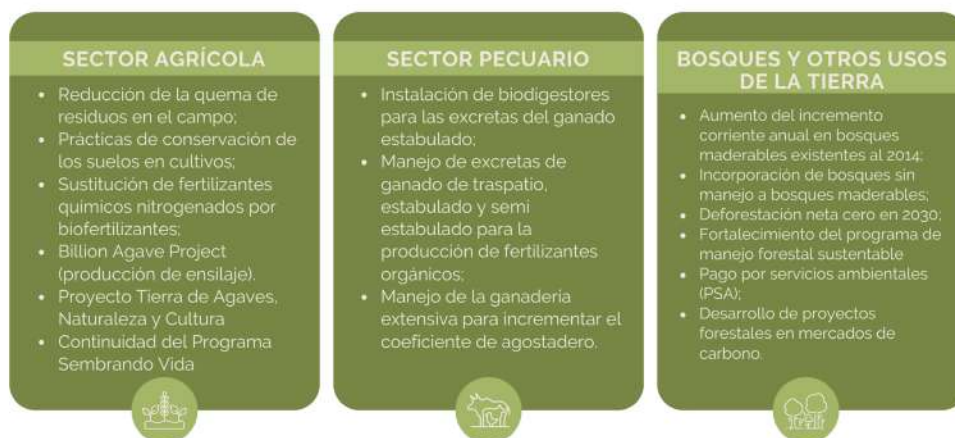 SECTOR AGRÍCOLA
• Reducción de la quema de
residuos en el campo;
• Prácticas de conservación de
los suelos en cultivos;
• Sustitución de fertilizantes
químicos nitrogenados por
biofertilizantes;
• Billion Agave Project
(producción de ensilaje).
• Proyecto Tierra de Agaves,
Naturaleza y Cultura
• Continuidad del Programa
Sembrando Vida
SECTOR PECUARIO
• Instalación de biodigestores
para las excretas del ganado
estabulado;
• Manejo de excretas de
ganado de traspatio,
estabulado y semi
estabulado para la
producción de fertilizantes
orgánicos;
• Manejo de la ganadería
extensiva para incrementar el
coeficiente de agostadero.
BOSQUES Y OTROS USOS
DE LA TIERRA
• Aumento del incremento
corriente anual en bosques
maderables existentes al 2014;
• Incorporación de bosques sin
manejo a bosques maderables;
• Deforestación neta cero en 2030;
• Fortalecimiento del programa de
manejo forestal sustentable
• Pago por servicios ambientales
(PSA);
• Desarrollo de proyectos
forestales en mercados de
carbono.